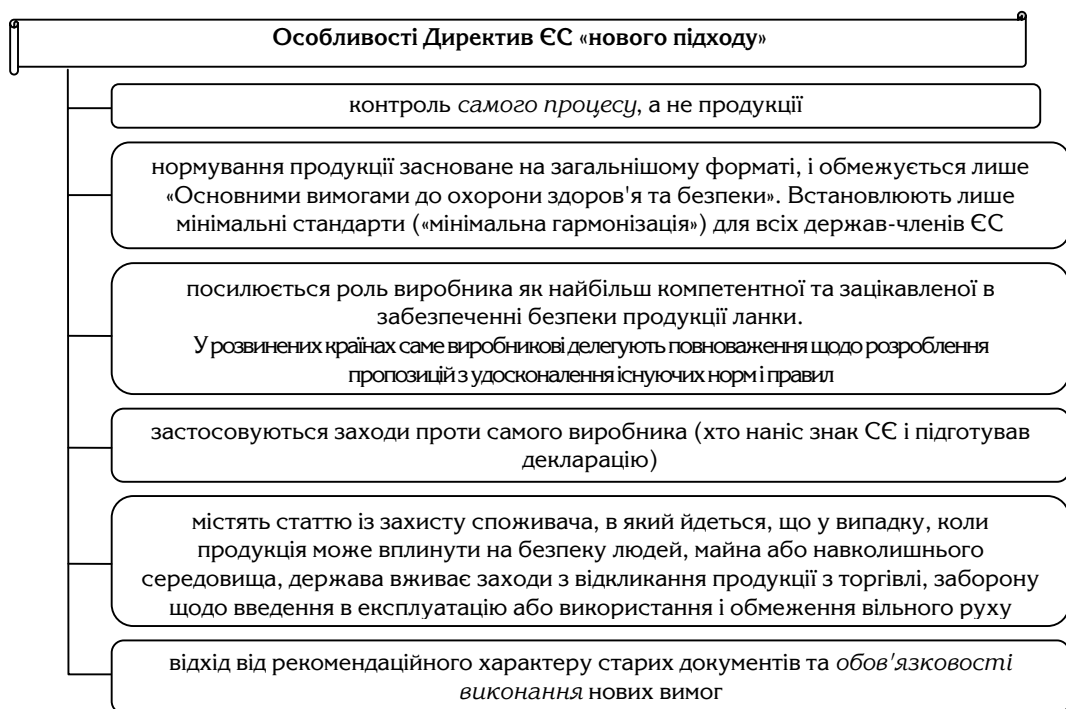 Особливості Директив ЄС «нового підходу»
контроль самого процесу, а не продукції
нормування продукції засноване на загальнішому форматі, і обмежується лише
«Основними вимогами до охорони здоров'я та безпеки». Встановлюють лише
мінімальні стандарти («мінімальна гармонізація») для всіх держав-членів ЄС
посилюється роль виробника як найбільш компетентної та зацікавленої в
забезпеченні безпеки продукції ланки.
У розвинених країнах саме виробникові делегують повноваження щодо розроблення
пропозицій з удосконалення існуючих норм і правил
застосовуються заходи проти самого виробника (хто наніс знак СЄ і підготував
декларацію)
містять статтю із захисту споживача, в який йдеться, що у випадку, коли
продукція може вплинути на безпеку людей, майна або навколишнього
середовища, держава вживає заходи з відкликання продукції з торгівлі, заборону
щодо введення в експлуатацію або використання і обмеження вільного руху
відхід від рекомендаційного характеру старих документів та обов'язковості
виконання нових вимог